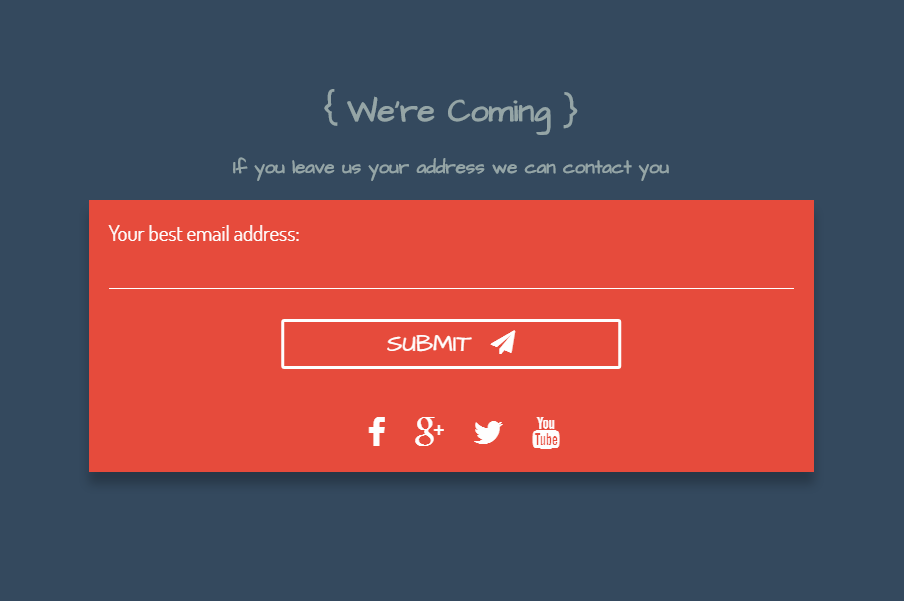 { We're Coming }
If you leave us your address we can contact you
Your best email address:
SUBMIT
f g+ You Tube